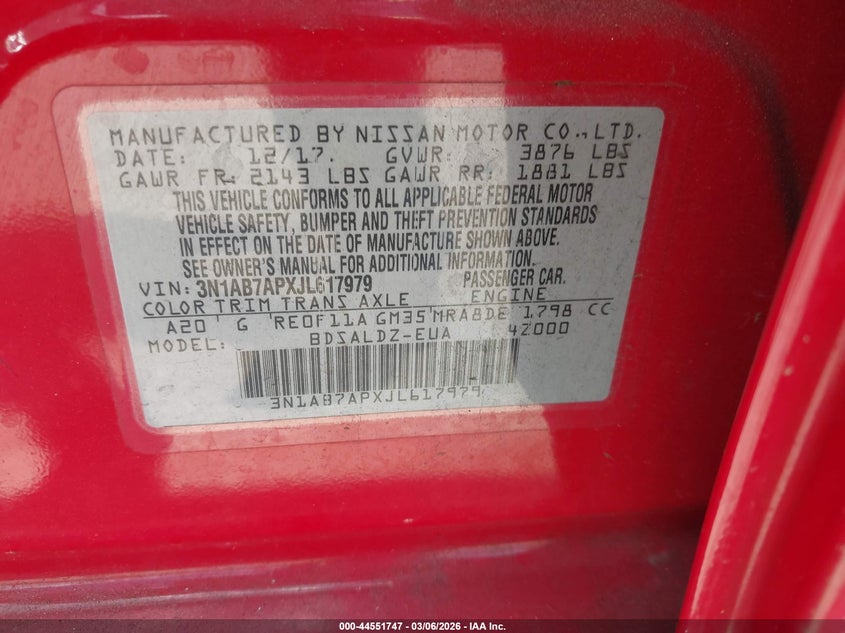 MANUFACTURED BY NISSAN MOTOR CO., LTD.
DATE: 12/17. GVWR: 3876 LBS
GAWR FR: 2143 LBS GAWR RR: 1881 LBS
THIS VEHICLE CONFORMS TO ALL APPLICABLE FEDERAL MOTOR
VEHICLE SAFETY, BUMPER AND THEFT PREVENTION STANDARDS
IN EFFECT ON THE DATE OF MANUFACTURE SHOWN ABOVE.
SEE OWNER'S MANUAL FOR ADDITIONAL INFORMATION.
VIN: 3N1AB7APXJL617979 PASSENGER CAR.
COLOR TRIM TRANS AXLE ENGINE
A20 G RE0F11A GM35 MRA8DE 1798 CC
MODEL: BDSALDZ-EUA 4Z000
3N1AB7APXJL617979
000-44551747 | 03/06/2026 - IAA Inc.